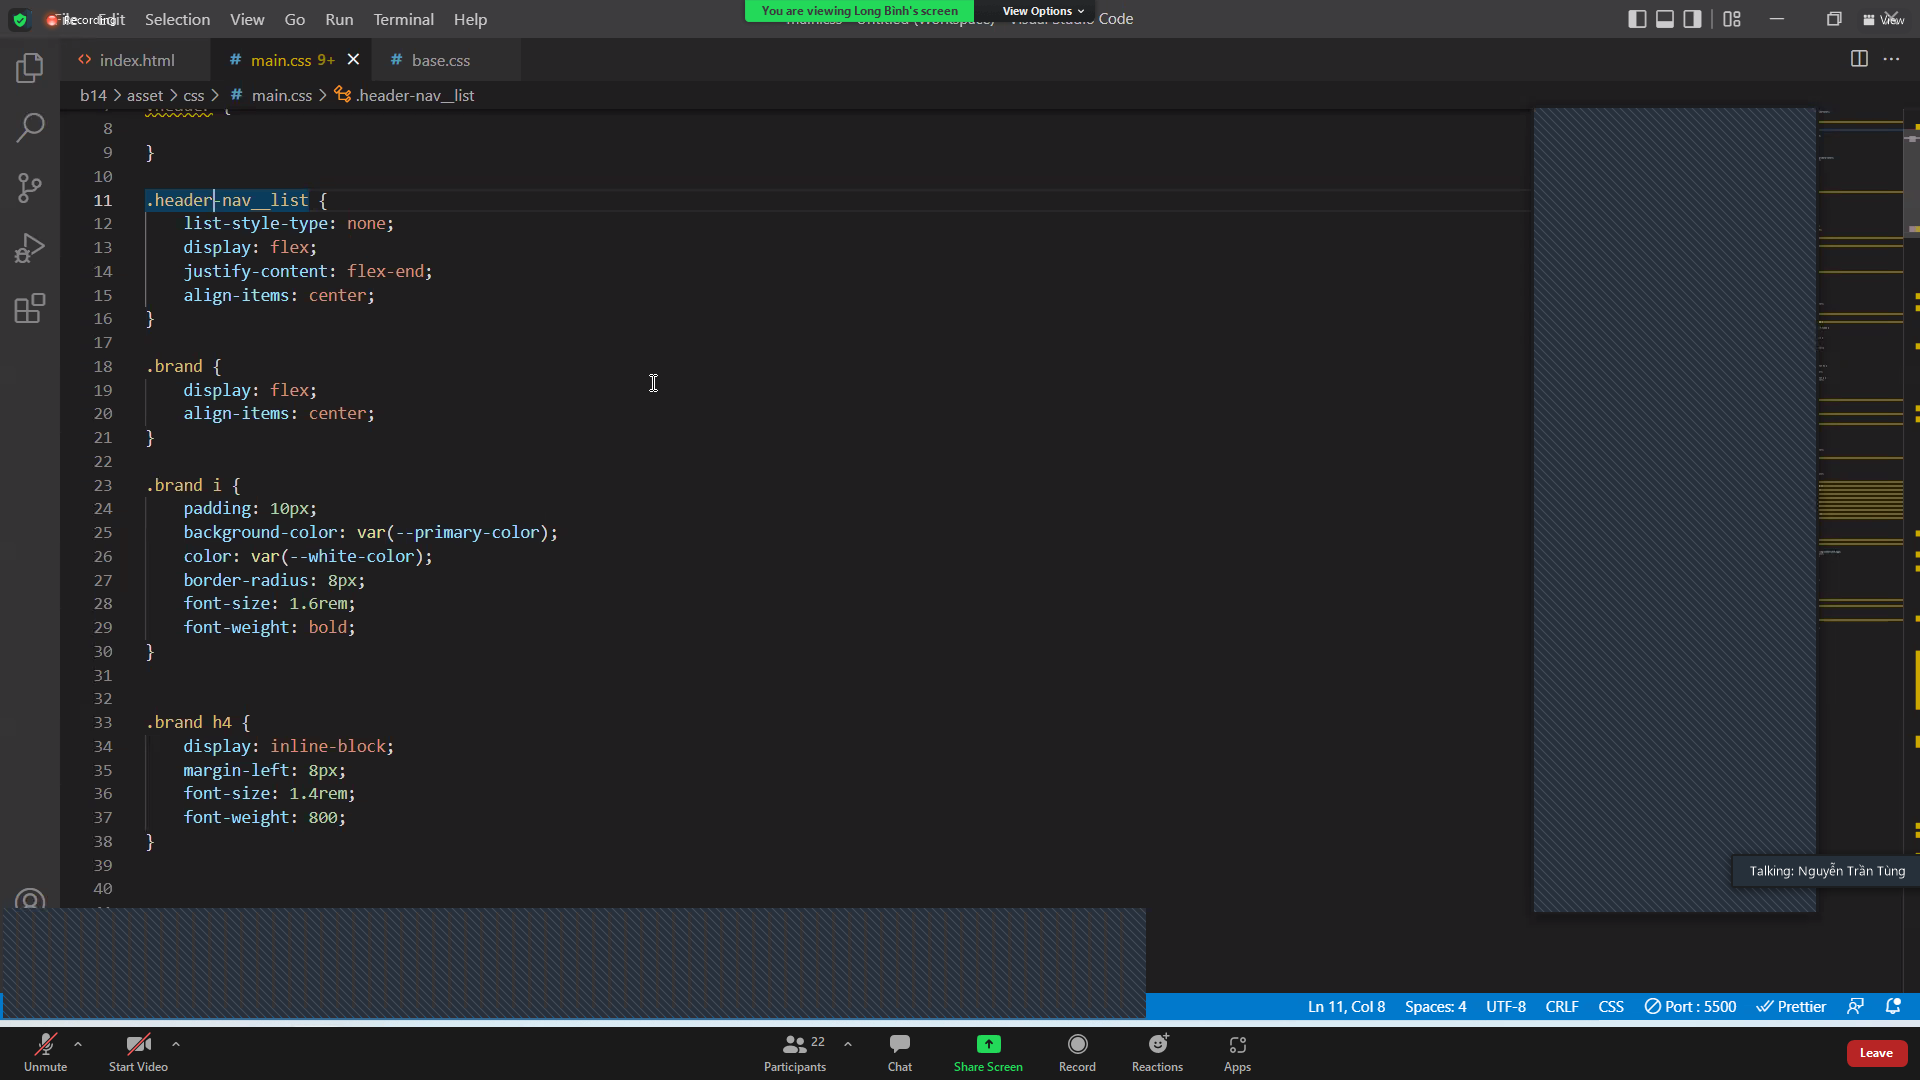 File Edit Selection View Go Run Terminal Help
Recording
You are viewing Long Bình's screen View Options
Code
View
index.html
# main.css 9+
# base.css
b14 > asset > css > # main.css > .header-nav__list
8
9 }
10
11 .header-nav__list {
12 list-style-type: none;
13 display: flex;
14 justify-content: flex-end;
15 align-items: center;
16 }
17
18 .brand {
19 display: flex;
20 align-items: center;
21 }
22
23 .brand i {
24 padding: 10px;
25 background-color: var(--primary-color);
26 color: var(--white-color);
27 border-radius: 8px;
28 font-size: 1.6rem;
29 font-weight: bold;
30 }
31
32
33 .brand h4 {
34 display: inline-block;
35 margin-left: 8px;
36 font-size: 1.4rem;
37 font-weight: 800;
38 }
39
40
Talking: Nguyễn Trần Tùng
Ln 11, Col 8 Spaces: 4 UTF-8 CRLF CSS Port : 5500 Prettier
Unmute Start Video Participants 22 Chat Share Screen Record Reactions Apps Leave